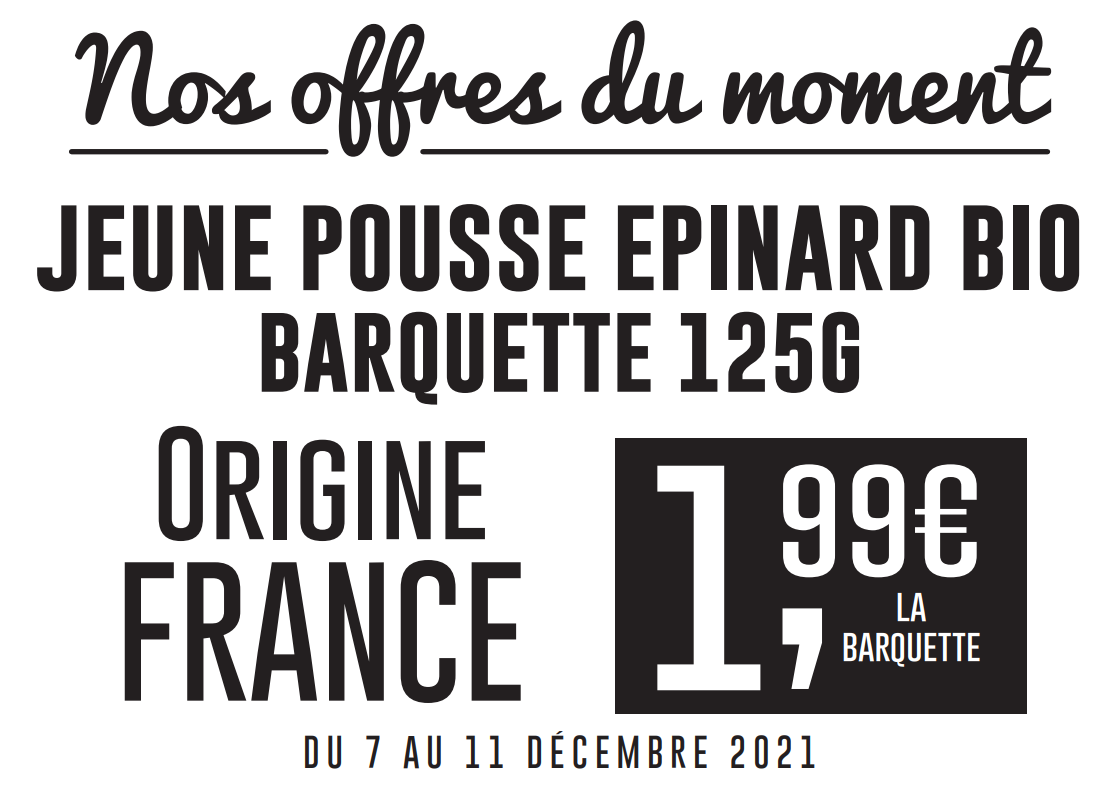 Nos offres du moment
JEUNE POUSSE EPINARD BIO
BARQUETTE 125G
ORIGINE
FRANCE
1,99€
LA
BARQUETTE
DU 7 AU 11 DÉCEMBRE 2021